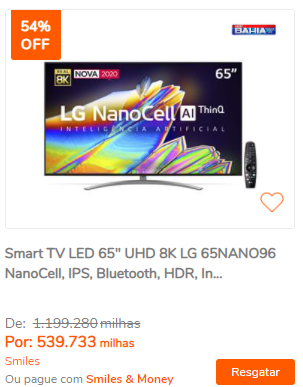 54%
OFF
BAHIA
REAL
8K
NOVA 2020
65"
LG NanoCell AI ThinQ
INTELIGÊNCIA ARTIFICIAL
Smart TV LED 65" UHD 8K LG 65NANO96
NanoCell, IPS, Bluetooth, HDR, In...
De: 1.199.280 milhas
Por: 539.733 milhas
Smiles
Ou pague com Smiles & Money
Resgatar